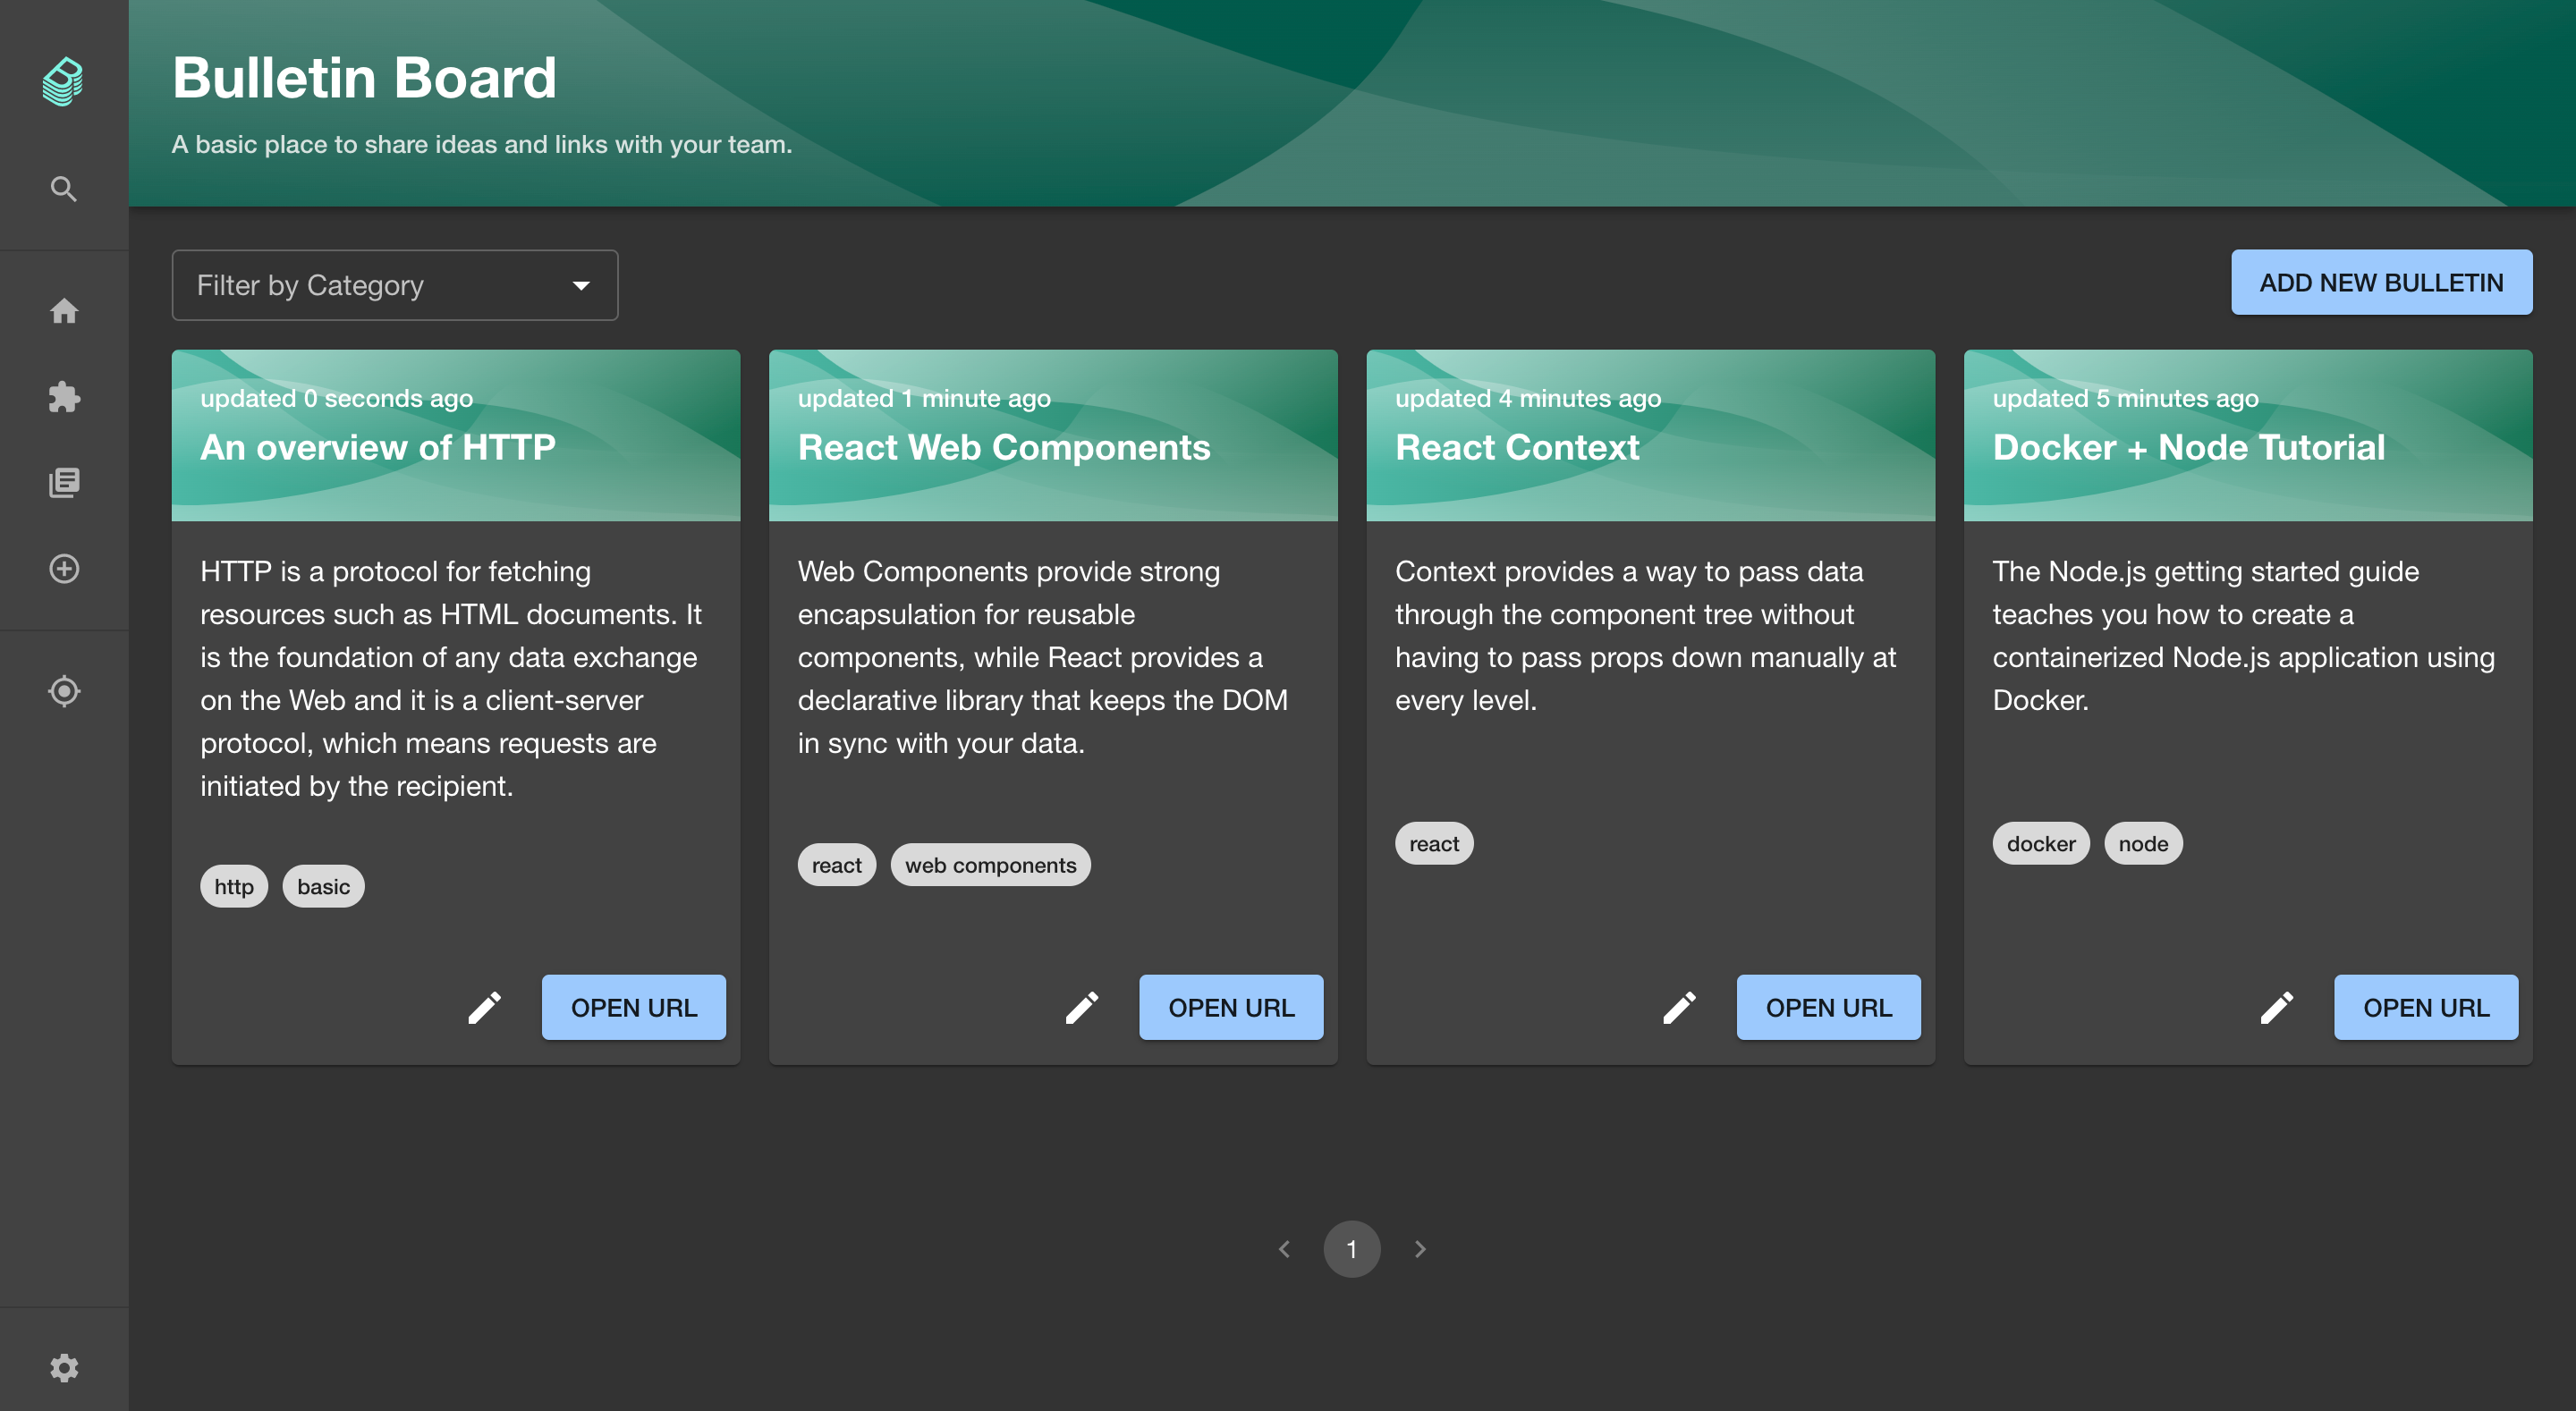 Bulletin Board
A basic place to share ideas and links with your team.
Filter by Category
ADD NEW BULLETIN
updated 0 seconds ago
An overview of HTTP
HTTP is a protocol for fetching
resources such as HTML documents. It
is the foundation of any data exchange
on the Web and it is a client-server
protocol, which means requests are
initiated by the recipient.
http basic
OPEN URL
updated 1 minute ago
React Web Components
Web Components provide strong
encapsulation for reusable
components, while React provides a
declarative library that keeps the DOM
in sync with your data.
react web components
OPEN URL
updated 4 minutes ago
React Context
Context provides a way to pass data
through the component tree without
having to pass props down manually at
every level.
react
OPEN URL
updated 5 minutes ago
Docker + Node Tutorial
The Node.js getting started guide
teaches you how to create a
containerized Node.js application using
Docker.
docker node
OPEN URL
1